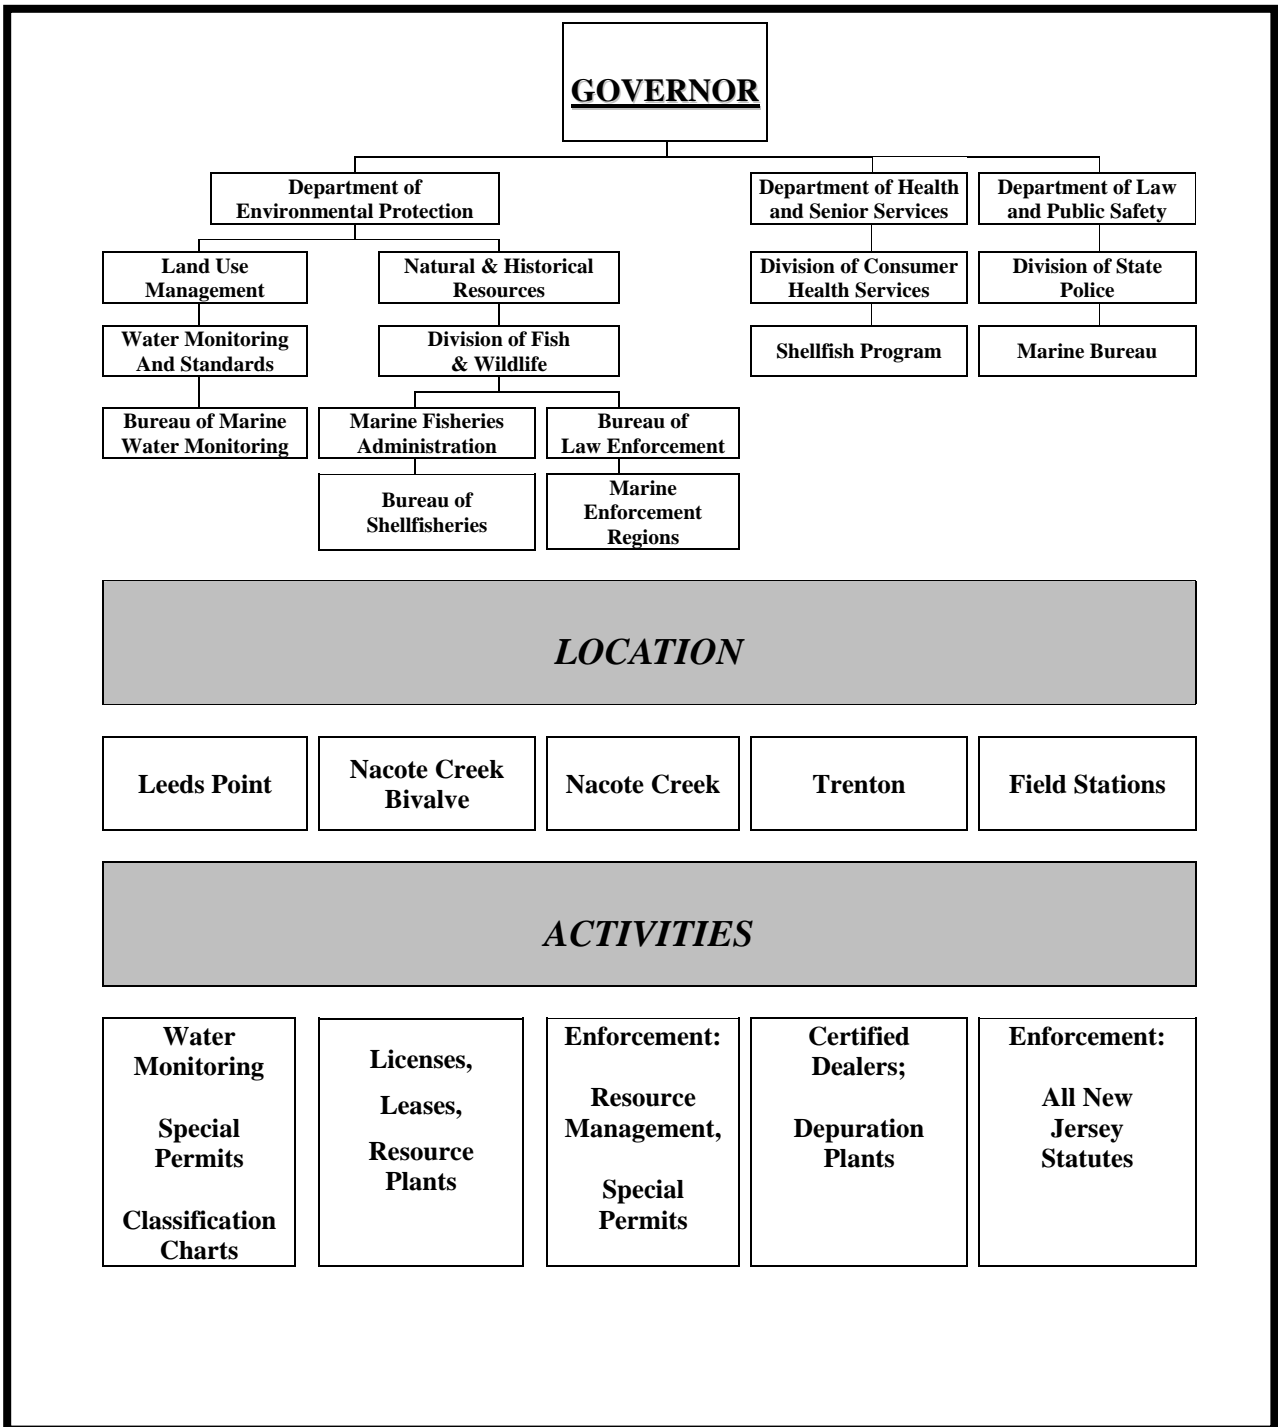 GOVERNOR
Department of
Environmental Protection
Department of Health
and Senior Services
Department of Law
and Public Safety
Land Use
Management
Natural & Historical
Resources
Division of Consumer
Health Services
Division of State
Police
Water Monitoring
And Standards
Division of Fish
& Wildlife
Shellfish Program
Marine Bureau
Bureau of Marine
Water Monitoring
Marine Fisheries
Administration
Bureau of
Law Enforcement
Bureau of
Shellfisheries
Marine
Enforcement
Regions
LOCATION
Leeds Point
Nacote Creek
Bivalve
Nacote Creek
Trenton
Field Stations
ACTIVITIES
Water
Monitoring
Special
Permits
Classification
Charts
Licenses,
Leases,
Resource
Plants
Enforcement:
Resource
Management,
Special
Permits
Certified
Dealers;
Depuration
Plants
Enforcement:
All New
Jersey
Statutes